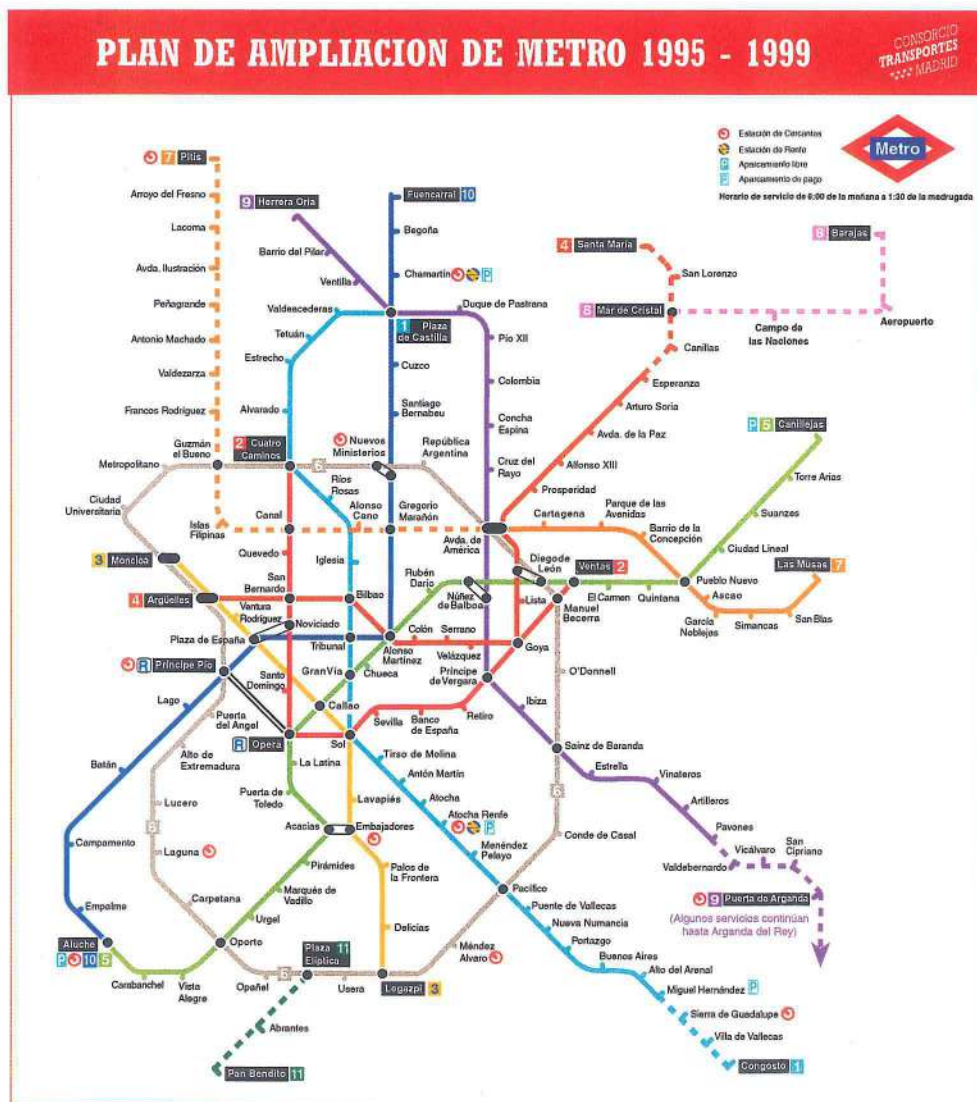 PLAN DE AMPLIACION DE METRO 1995 - 1999
CONSORCIO
TRANSPORTES
MADRID
Estación de Cercanías
Estación de Renfe
Aparcamiento libre
Aparcamiento de pago
Metro
Horario de servicio de 6:00 de la mañana a 1:30 de la madrugada
7 Pitis
Arroyo del Fresno
Lacoma
Avda. Ilustración
Peñagrande
Antonio Machado
Valdezarza
Francos Rodríguez
Guzmán
el Bueno
Metropolitano
Ciudad
Universitaria
Islas
Filipinas
9 Herrera Oria
Barrio del Pilar
Ventilla
Valdeacederas
Tetuán
Estrecho
Alvarado
2 Cuatro
Caminos
Fuencarral 10
Begoña
Chamartín
P
1 Plaza
de Castilla
Cuzco
Santiago
Bernabeu
Nuevos
Ministerios
República
Argentina
6
Duque de Pastrana
Pío XII
Colombia
Concha
Espina
Cruz del
Rayo
4 Santa María
San Lorenzo
8 Mar de Cristal
Canillas
Esperanza
Arturo Soria
Avda. de la Paz
Alfonso XIII
Prosperidad
8 Barajas
Aeropuerto
Campo de
las Naciones
P 5 Canillejas
Torre Arias
Suanzes
Ciudad Lineal
Pueblo Nuevo
Quintana
El Carmen
Ventas 2
Cartagena
Parque de las
Avenidas
Barrio de la
Concepción
Ascao
García
Noblejas
Simancas
San Blas
Las Musas 7
Ríos
Rosas
Canal
Alonso
Cano
Gregorio
Marañón
Avda. de
América
Quevedo
Iglesia
3 Moncloa
4 Argüelles
San
Bernardo
Bilbao
Rubén
Darío
Núñez
de Balboa
Diego de
León
Lista
Manuel
Becerra
Ventura
Rodríguez
Noviciado
Plaza de España
Tribunal
Alonso
Martínez
Colón
Serrano
Velázquez
Goya
R Príncipe Pío
Santo
Domingo
Gran Vía
Chueca
Callao
Príncipe
de Vergara
O'Donnell
Ibiza
Lago
Puerta
del Angel
R Opera
Sol
Sevilla
Banco
de España
Retiro
Batán
Alto de
Extremadura
La Latina
Tirso de Molina
Antón Martín
Atocha
Atocha Renfe
P
Menéndez
Pelayo
Sainz de Baranda
Estrella
Vinateros
Artilleros
Pavones
Valdebernardo
Vicálvaro
San
Cipriano
9 Puerta de Arganda
(Algunos servicios continúan
hasta Arganda del Rey)
Lucero
6
Laguna
Puerta de
Toledo
Lavapiés
Acacias
Embajadores
6
Conde de Casal
Campamento
Carpetana
Pirámides
Palos de
la Frontera
Pacífico
Puente de Vallecas
Nueva Numancia
Portazgo
Buenos Aires
Alto del Arenal
Miguel Hernández P
Sierra de Guadalupe
Villa de Vallecas
Congosto 1
Empalme
Marqués de
Vadillo
Urgel
Delicias
Aluche
P 10 5
Oporto
Carabanchel
Vista
Alegre
Opañel
6
Plaza 11
Elíptica
Usera
Legazpi 3
Méndez
Alvaro
Abrantes
Pan Bendito 11